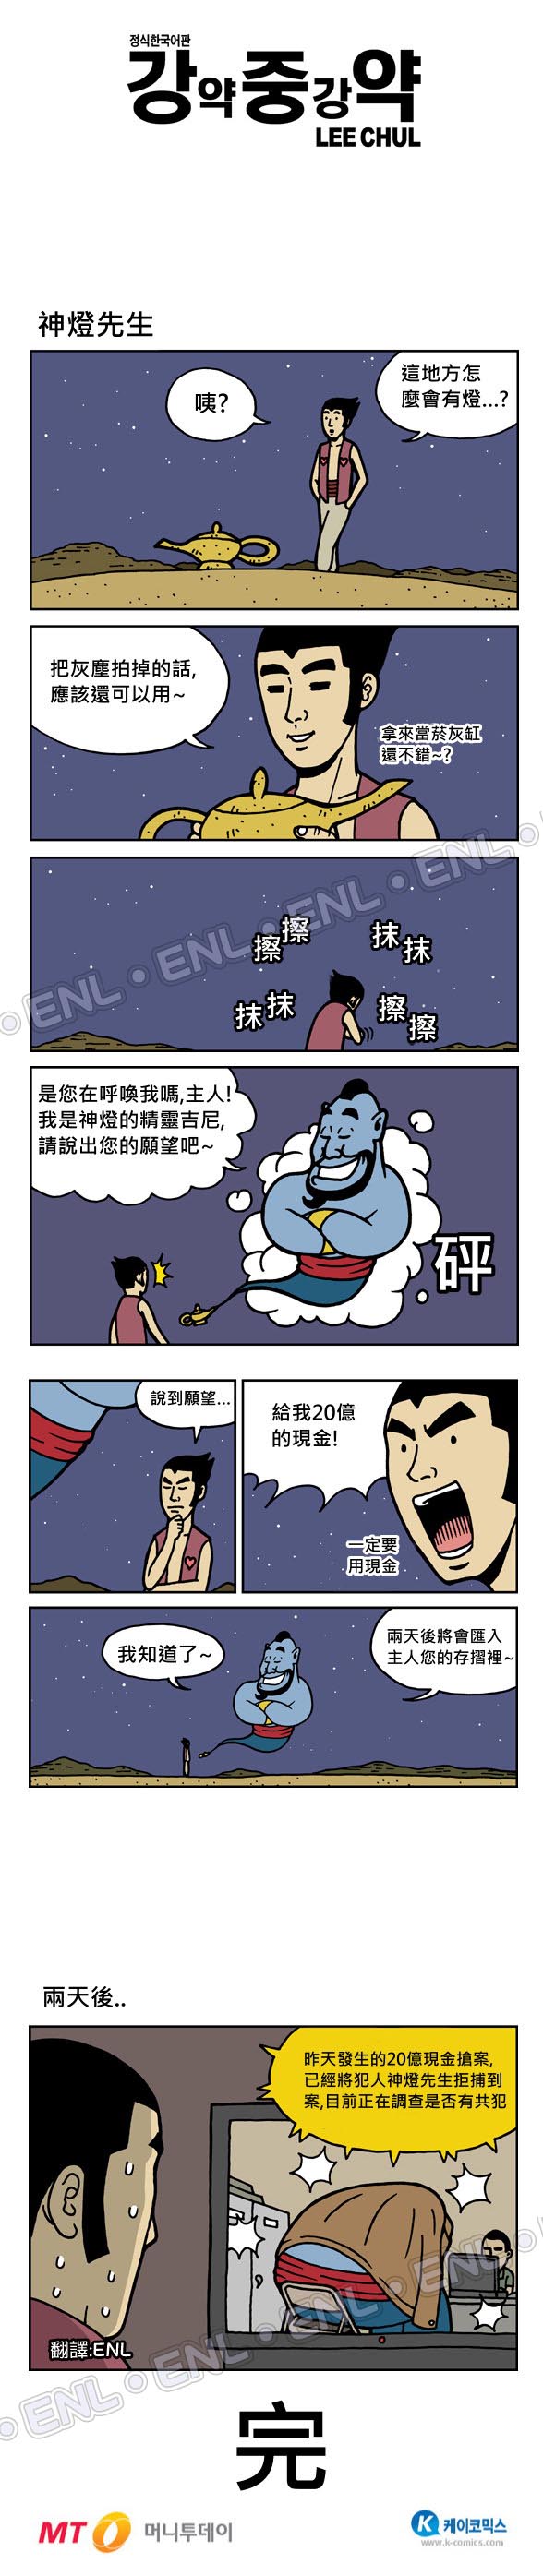 정식한국어판
강약중강약
LEE CHUL
神燈先生
咦?
這地方怎
麼會有燈...?
把灰塵拍掉的話,
應該還可以用~
拿來當菸灰缸
還不錯~?
ENL ENL ENL ENL
擦擦
抹抹
抹抹
擦擦
是您在呼喚我嗎,主人!
我是神燈的精靈吉尼,
請說出您的願望吧~
砰
說到願望...
給我20億
的現金!
一定要
用現金
我知道了~
兩天後將會匯入
主人您的存摺裡~
兩天後..
昨天發生的20億現金搶案,
已經將犯人神燈先生拒捕到
案,目前正在調查是否有共犯
翻譯:ENL
ENL ENL ENL ENL
完
MT 머니투데이
K 케이코믹스
www.k-comics.com